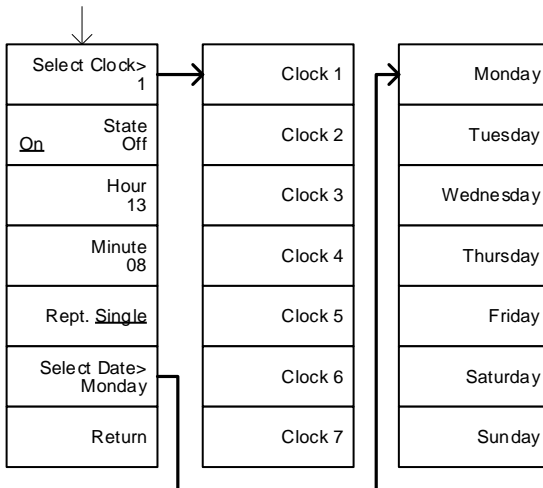 Select Clock>
1
State
On Off
Hour
13
Minute
08
Rept. Single
Select Date>
Monday
Return
Clock 1
Clock 2
Clock 3
Clock 4
Clock 5
Clock 6
Clock 7
Monday
Tuesday
Wednesday
Thursday
Friday
Saturday
Sunday